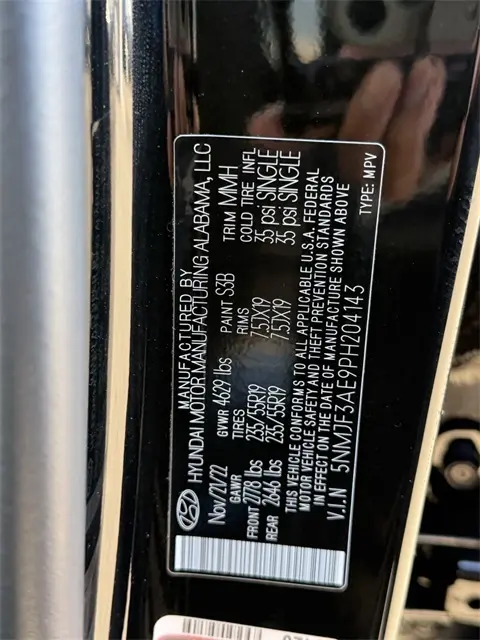 MANUFACTURED BY
HYUNDAI MOTOR MANUFACTURING ALABAMA, LLC
Nov/21/22 GVWR 4629 lbs PAINT S3B TRIM MMH
GAWR TIRES RIMS COLD TIRE INFL
FRONT 2778 lbs 235/55R19 7.5JX19 35 psi SINGLE
REAR 2646 lbs 235/55R19 7.5JX19 35 psi SINGLE
THIS VEHICLE CONFORMS TO ALL APPLICABLE U.S.A. FEDERAL
MOTOR VEHICLE SAFETY AND THEFT PREVENTION STANDARDS
IN EFFECT ON THE DATE OF MANUFACTURE SHOWN ABOVE
V.I.N 5NMJF3AE9PH204143 TYPE: MPV